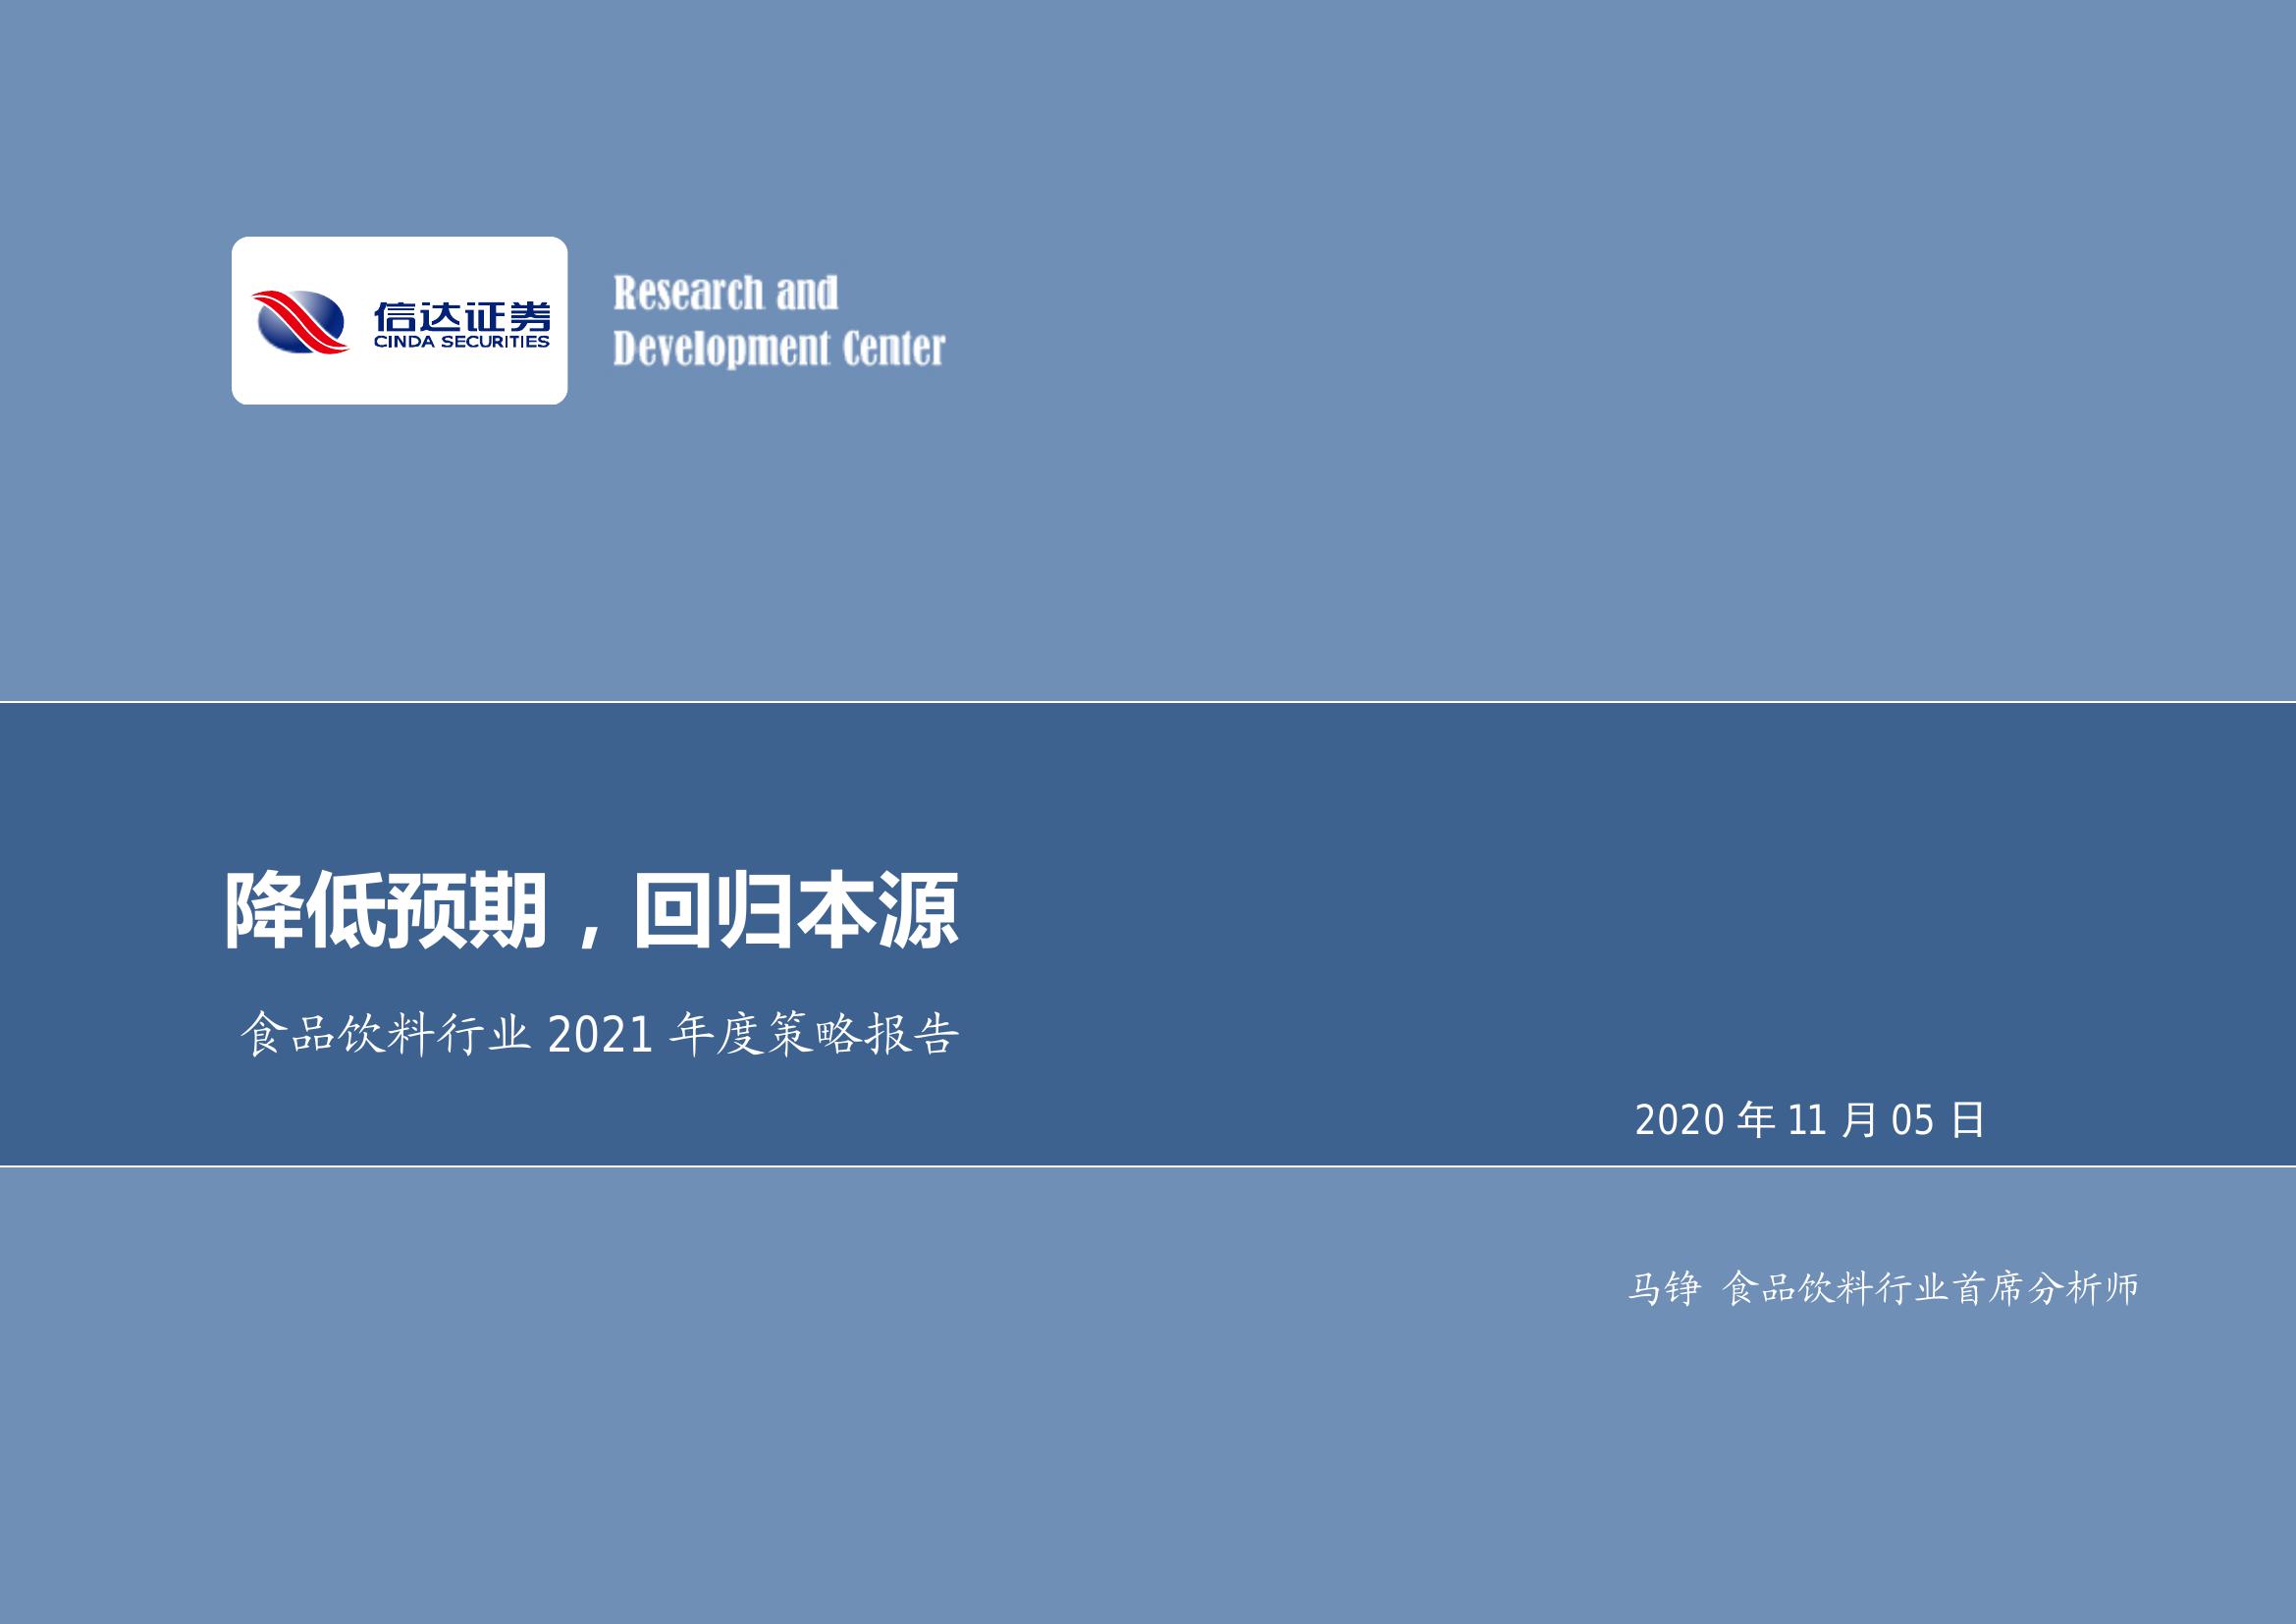 信达证券
CINDA SECURITIES
Research and
Development Center
降低预期，回归本源
食品饮料行业 2021 年度策略报告
2020 年 11 月 05 日
马铮 食品饮料行业首席分析师